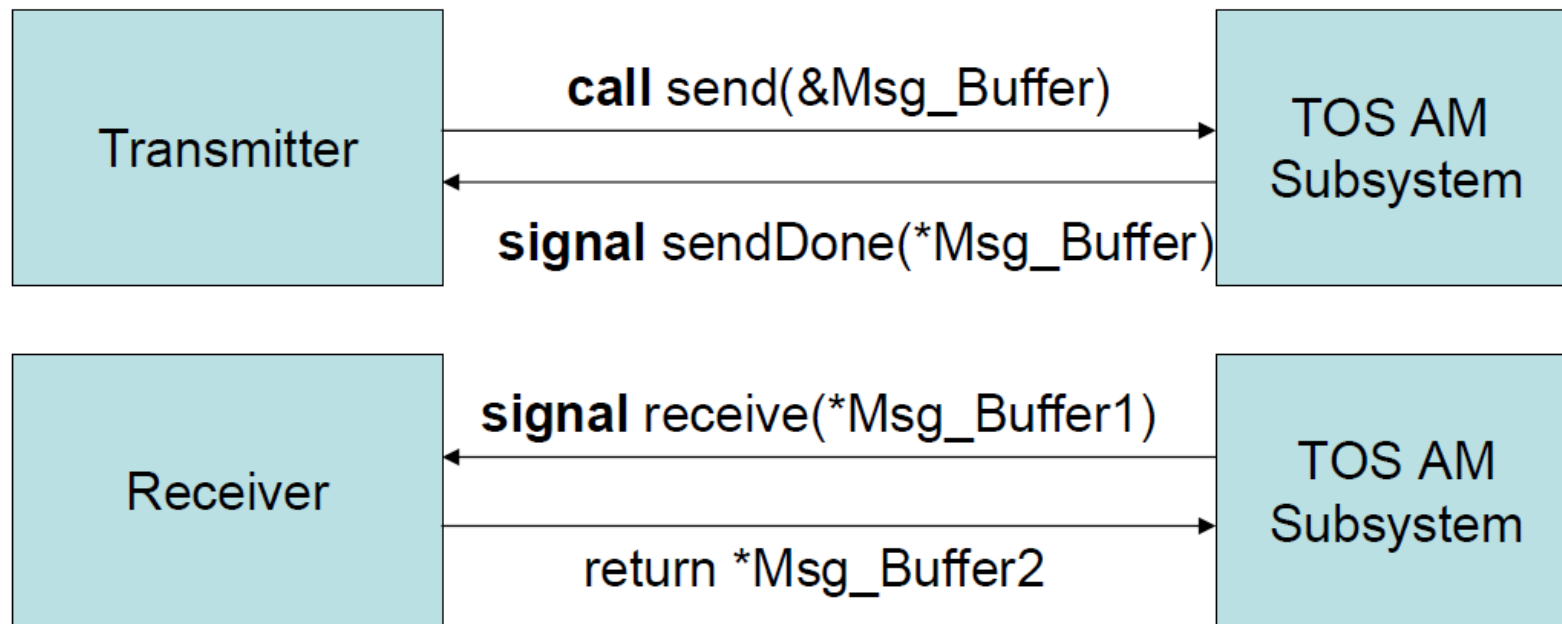 call send(&Msg_Buffer)
Transmitter
TOS AM
Subsystem
signal sendDone(*Msg_Buffer)
signal receive(*Msg_Buffer1)
Receiver
TOS AM
Subsystem
return *Msg_Buffer2